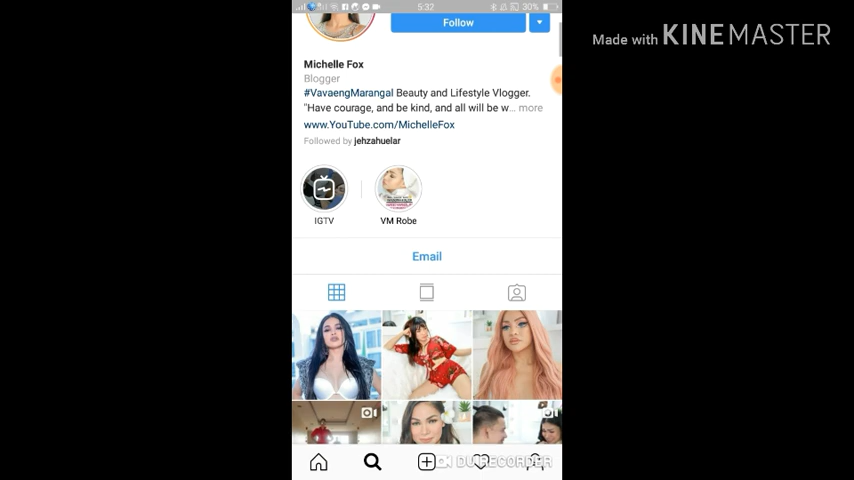 5:32
30%
Made with KINEMASTER
Follow
Michelle Fox
Blogger
#VavaengMarangal Beauty and Lifestyle Vlogger.
"Have courage, and be kind, and all will be w... more
www.YouTube.com/MichelleFox
Followed by jehzahuelar
IGTV
VM Robe
Email
DU RECORDER